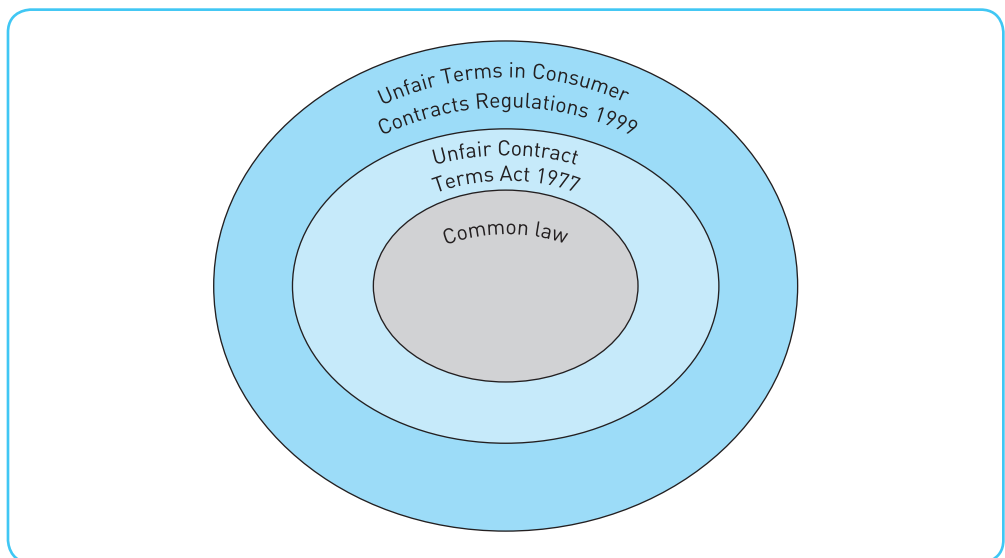 Unfair Terms in Consumer
Contracts Regulations 1999
Unfair Contract
Terms Act 1977
Common law